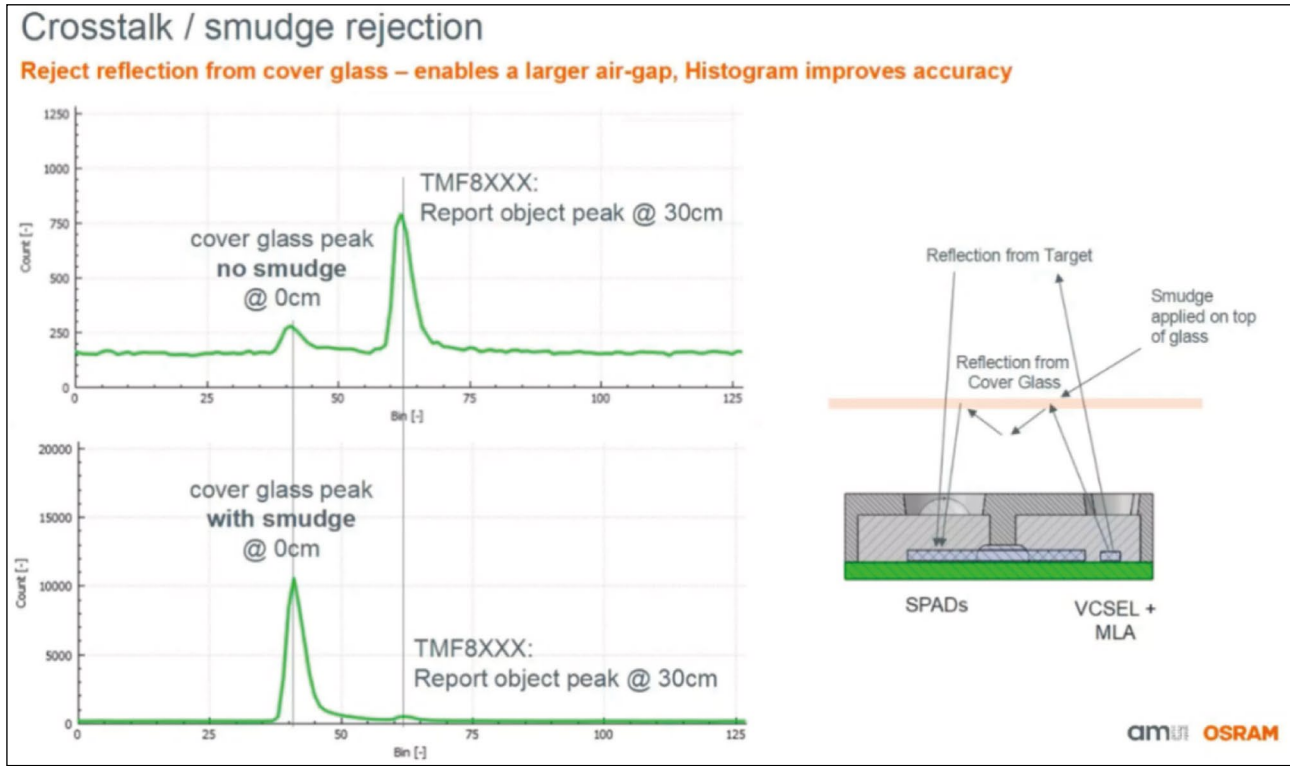 Crosstalk / smudge rejection
Reject reflection from cover glass – enables a larger air-gap, Histogram improves accuracy
1250
1000
750
500
250
0
Count [-]
0 25 50 75 100 125
Bin [-]
cover glass peak
no smudge
@ 0cm
TMF8XXX:
Report object peak @ 30cm
20000
15000
10000
5000
0
Count [-]
0 25 50 75 100 125
Bin [-]
cover glass peak
with smudge
@ 0cm
TMF8XXX:
Report object peak @ 30cm
Reflection from Target
Smudge
applied on top
of glass
Reflection from
Cover Glass
SPADs
VCSEL +
MLA
am OSRAM